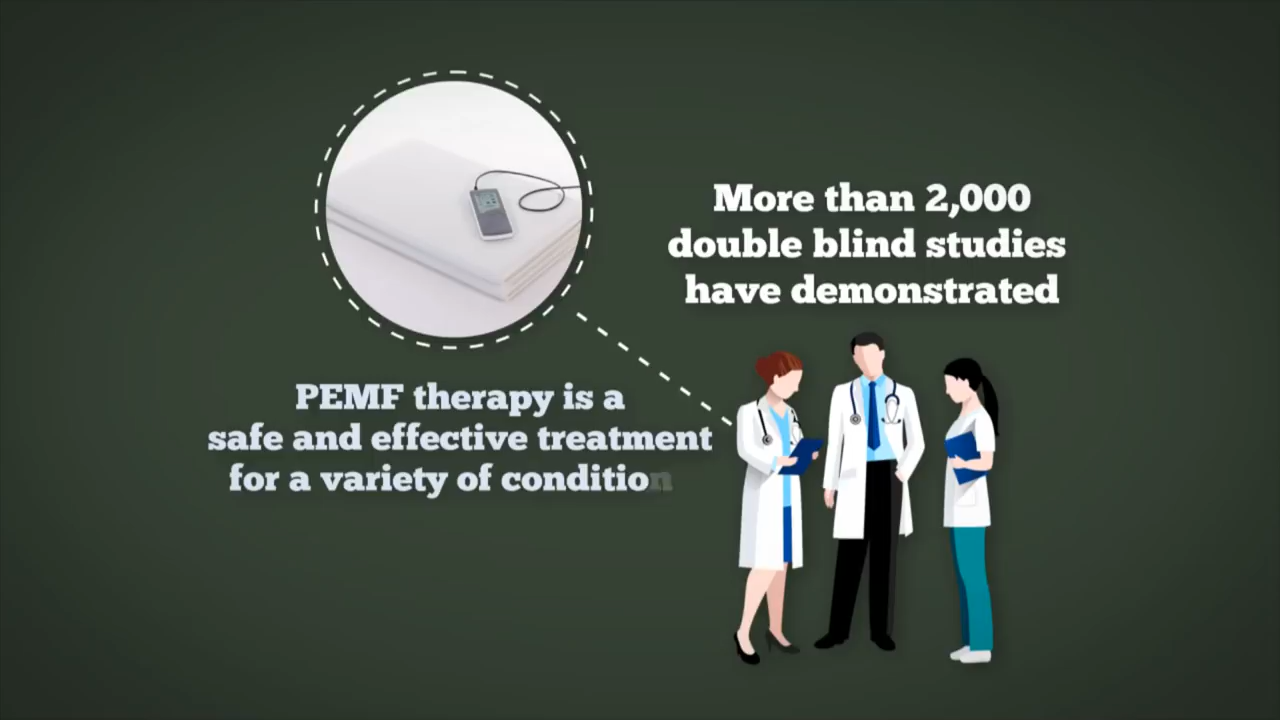 More than 2,000
double blind studies
have demonstrated
PEMF therapy is a
safe and effective treatment
for a variety of condition